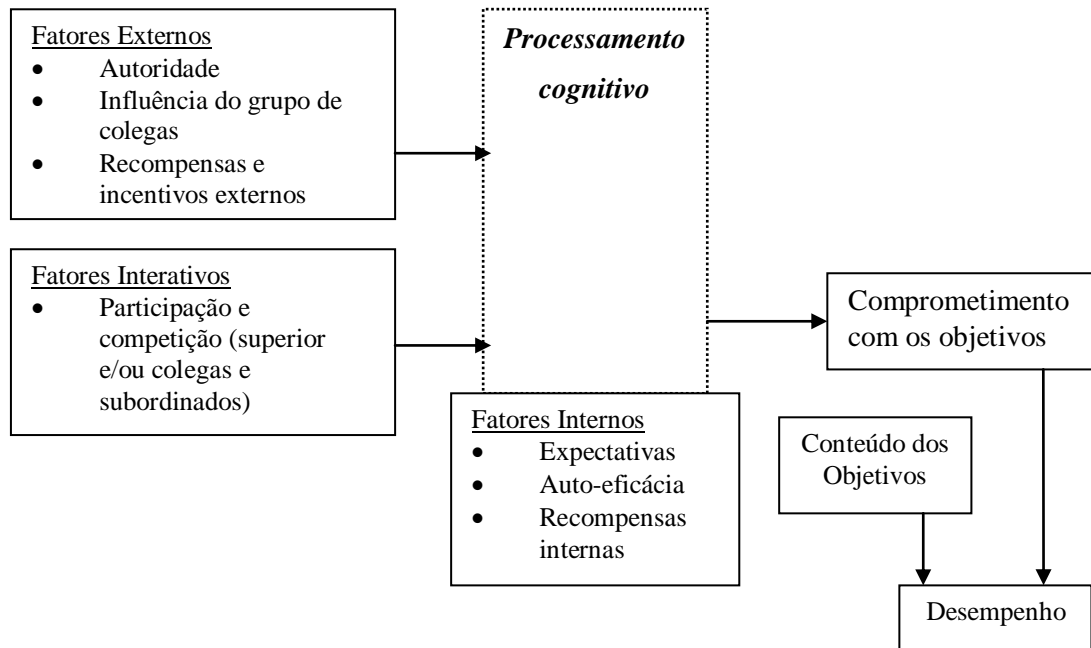 Fatores Externos
• Autoridade
• Influência do grupo de
colegas
• Recompensas e
incentivos externos
Processamento
cognitivo
Fatores Interativos
• Participação e
competição (superior
e/ou colegas e
subordinados)
Comprometimento
com os objetivos
Fatores Internos
• Expectativas
• Auto-eficácia
• Recompensas
internas
Conteúdo dos
Objetivos
Desempenho